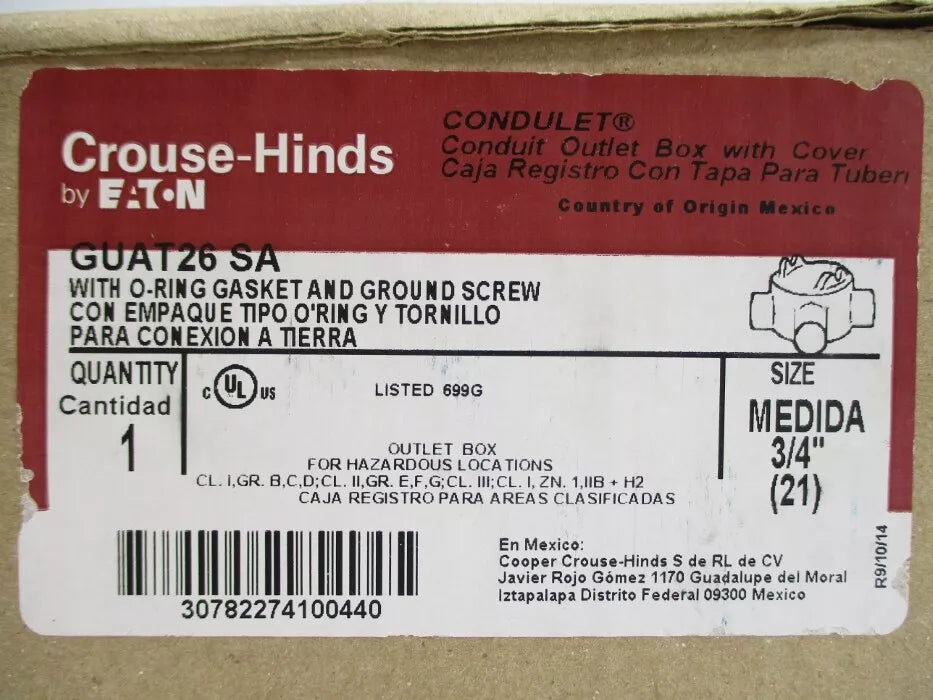 Crouse-Hinds
by EATON
CONDULET®
Conduit Outlet Box with Cover
Caja Registro Con Tapa Para Tuberi
Country of Origin Mexico
GUAT26 SA
WITH O-RING GASKET AND GROUND SCREW
CON EMPAQUE TIPO O'RING Y TORNILLO
PARA CONEXION A TIERRA
QUANTITY
Cantidad
1
C UL US
LISTED 699G
OUTLET BOX
FOR HAZARDOUS LOCATIONS
CL. I,GR. B,C,D;CL. II,GR. E,F,G;CL. III;CL. I, ZN. 1,IIB + H2
CAJA REGISTRO PARA AREAS CLASIFICADAS
SIZE
MEDIDA
3/4"
(21)
30782274100440
En Mexico:
Cooper Crouse-Hinds S de RL de CV
Javier Rojo Gómez 1170 Guadalupe del Moral
Iztapalapa Distrito Federal 09300 Mexico
R9/10/14